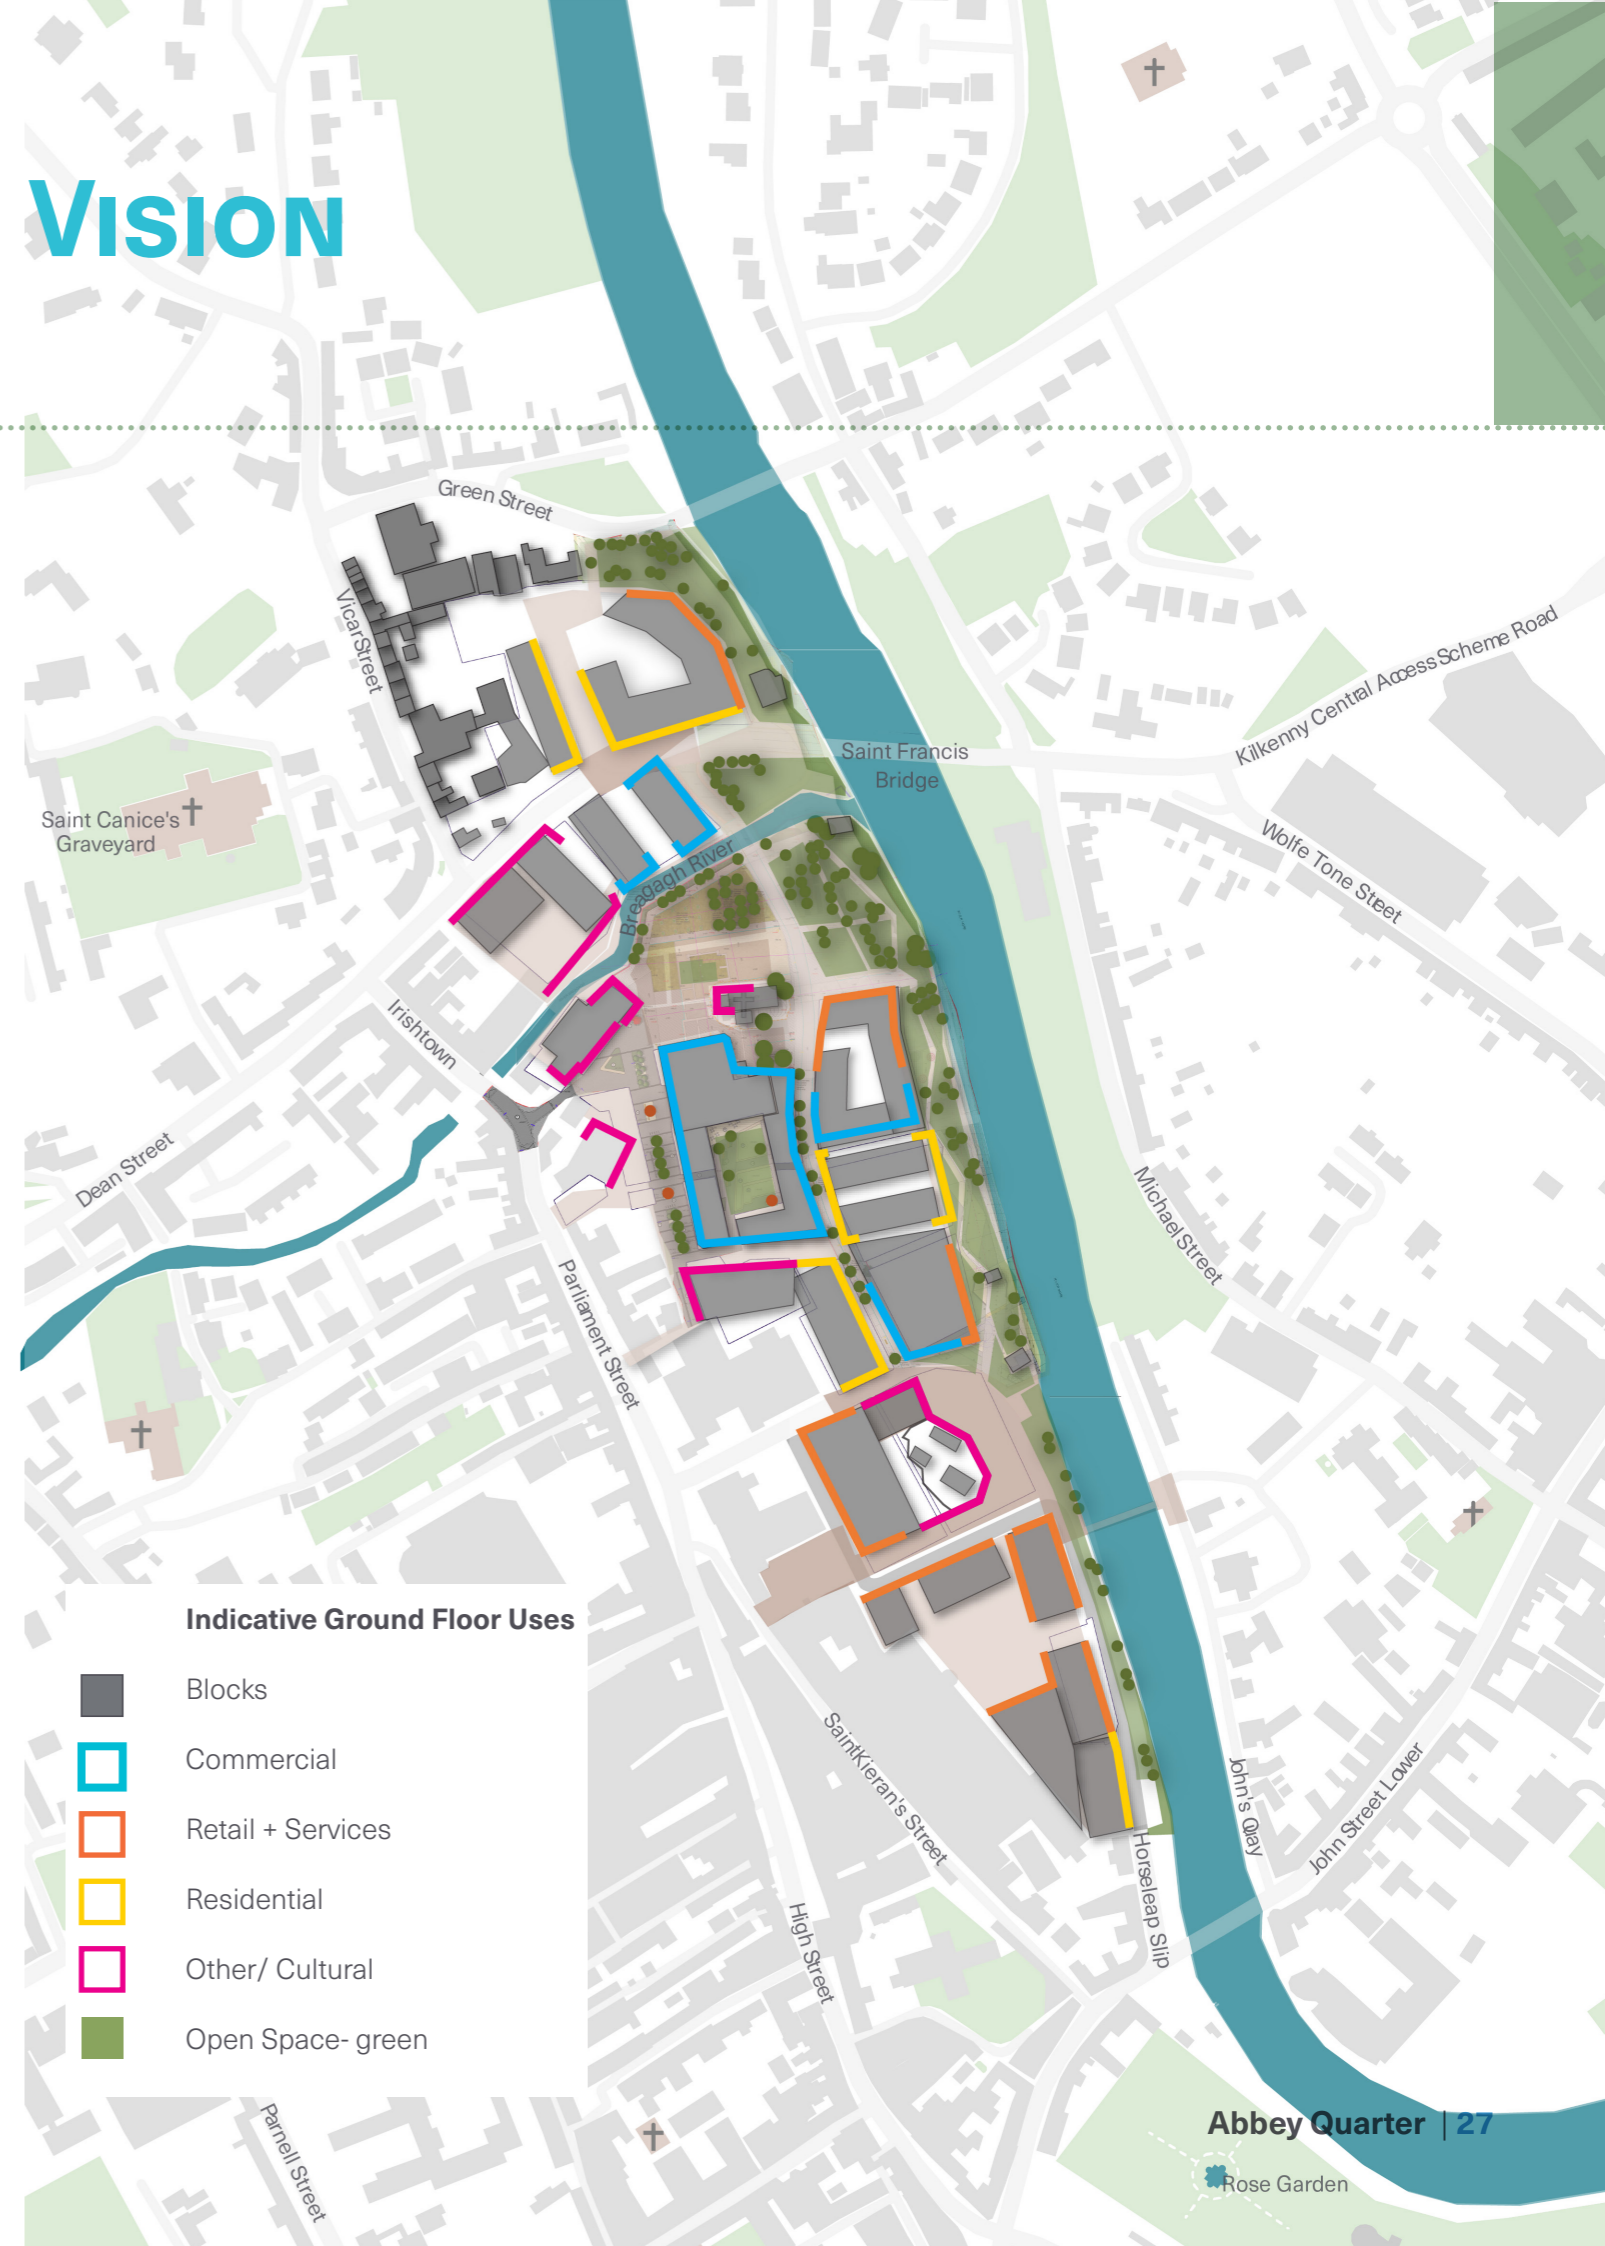 VISION
Green Street
Vicar Street
Saint Francis
Bridge
Kilkenny Central Access Scheme Road
Saint Canice's
Graveyard
Wolfe Tone Street
Breagagh River
Irishtown
Dean Street
Michael Street
Parliament Street
Indicative Ground Floor Uses
Blocks
Commercial
Retail + Services
Residential
Other/ Cultural
Open Space- green
Saint Kieran's Street
John's Quay
John Street Lower
Horseleap Slip
High Street
Parnell Street
Abbey Quarter | 27
Rose Garden